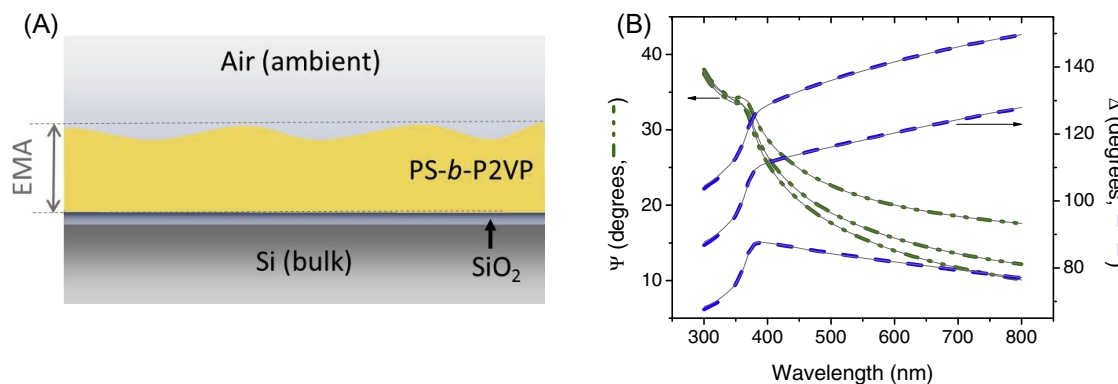 (A)
Air (ambient)
EMA
PS-b-P2VP
Si (bulk)
SiO₂
(B)
40
30
20
10
Ψ (degrees,
300 400 500 600 700 800
Wavelength (nm)
140
120
100
80
Δ (degrees,